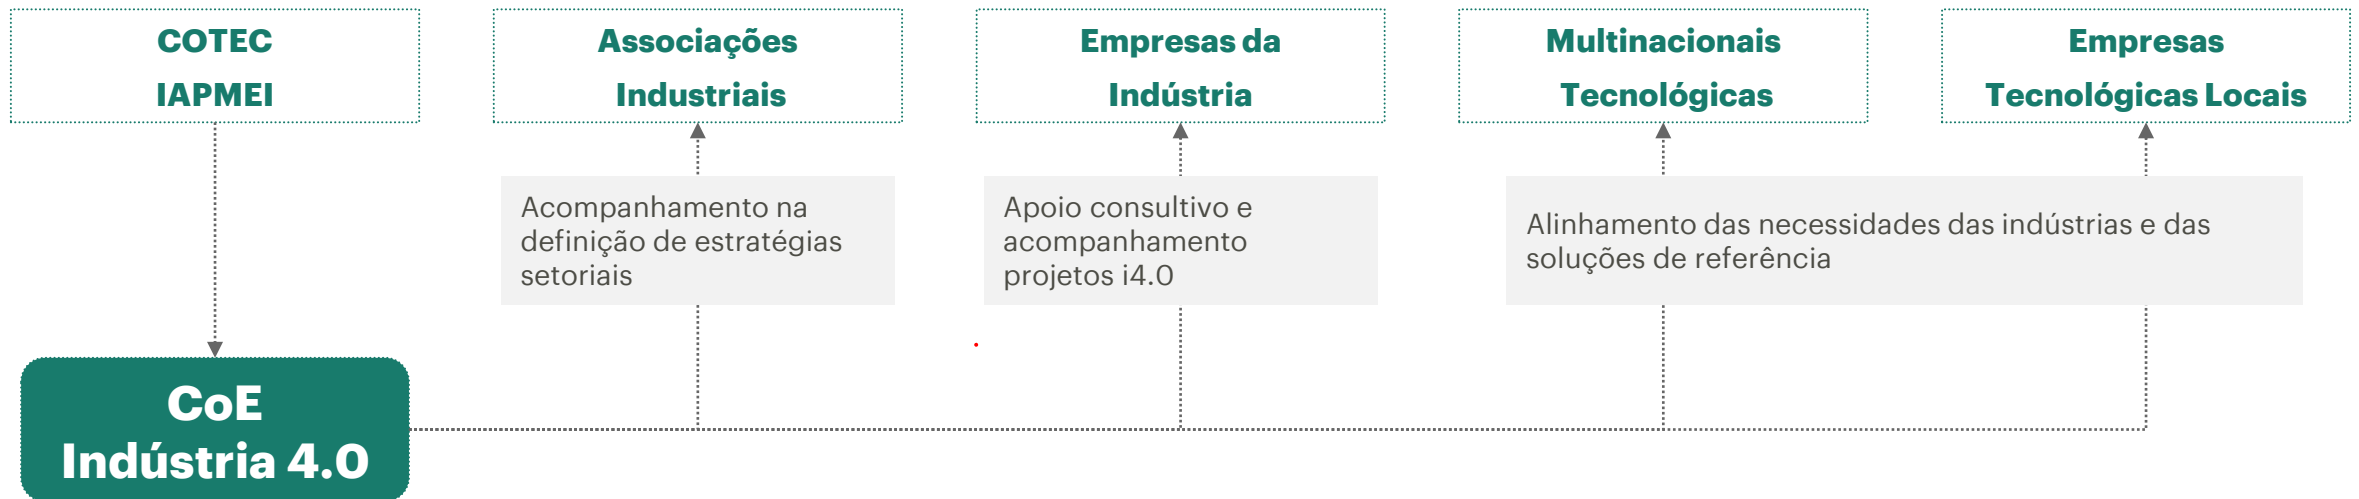 COTEC
IAPMEI
Associações
Industriais
Empresas da
Indústria
Multinacionais
Tecnológicas
Empresas
Tecnológicas Locais
Acompanhamento na
definição de estratégias
setoriais
Apoio consultivo e
acompanhamento
projetos i4.0
Alinhamento das necessidades das indústrias e das
soluções de referência
CoE
Indústria 4.0